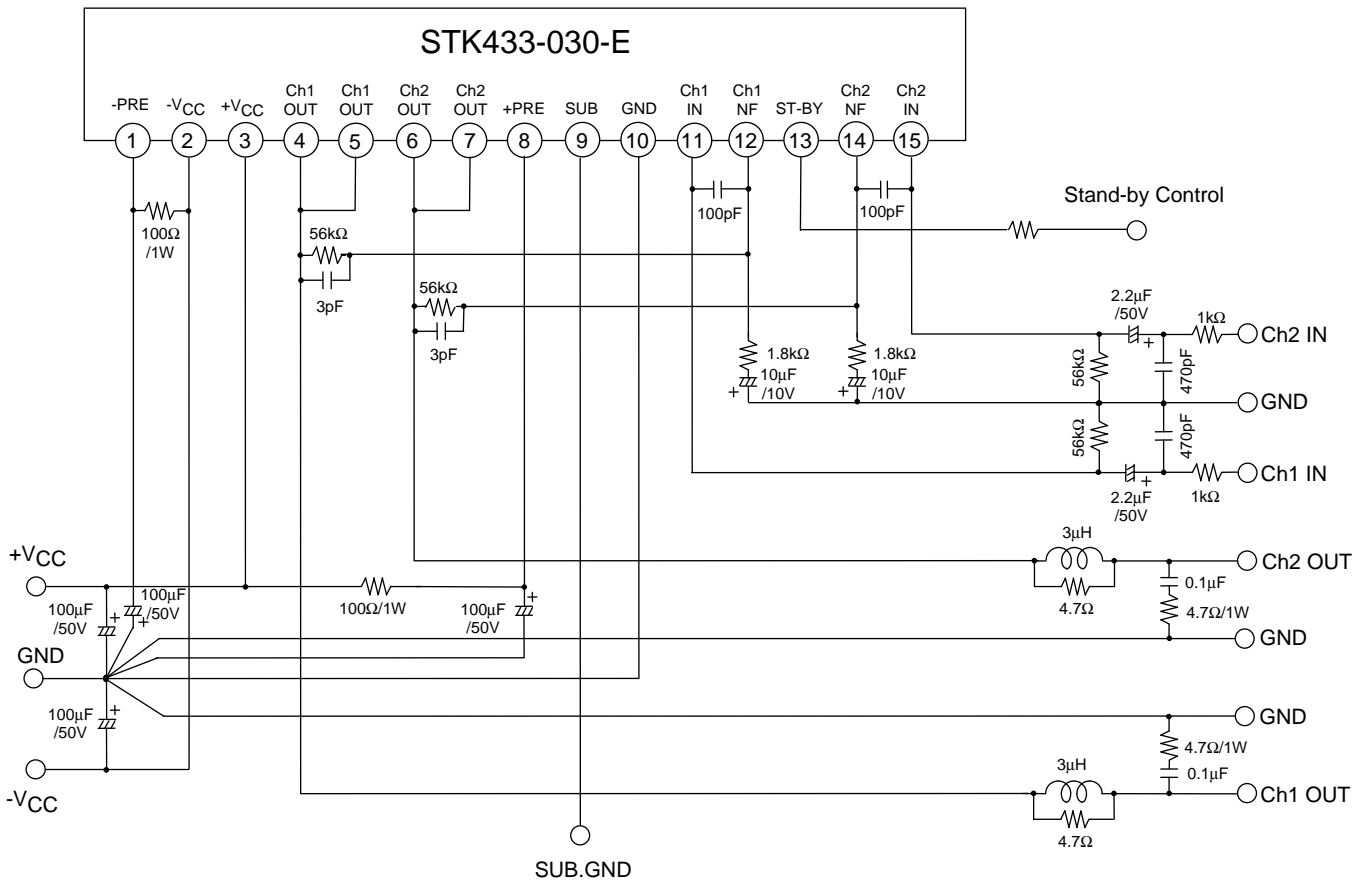 STK433-030-E
-PRE
-VCC
+VCC
Ch1
OUT
Ch1
OUT
Ch2
OUT
Ch2
OUT
+PRE
SUB
GND
Ch1
IN
Ch1
NF
ST-BY
Ch2
NF
Ch2
IN
1
2
3
4
5
6
7
8
9
10
11
12
13
14
15
100Ω
/1W
100pF
100pF
Stand-by Control
56kΩ
3pF
56kΩ
3pF
1.8kΩ
10μF
/10V
+
1.8kΩ
10μF
/10V
+
2.2μF
/50V
+
1kΩ
Ch2 IN
56kΩ
470pF
GND
56kΩ
470pF
2.2μF
/50V
+
1kΩ
Ch1 IN
3μH
4.7Ω
Ch2 OUT
0.1μF
4.7Ω/1W
GND
+VCC
100μF
/50V
+
100μF
/50V
+
100Ω/1W
100μF
/50V
+
GND
100μF
/50V
+
-VCC
GND
4.7Ω/1W
0.1μF
3μH
4.7Ω
Ch1 OUT
SUB.GND